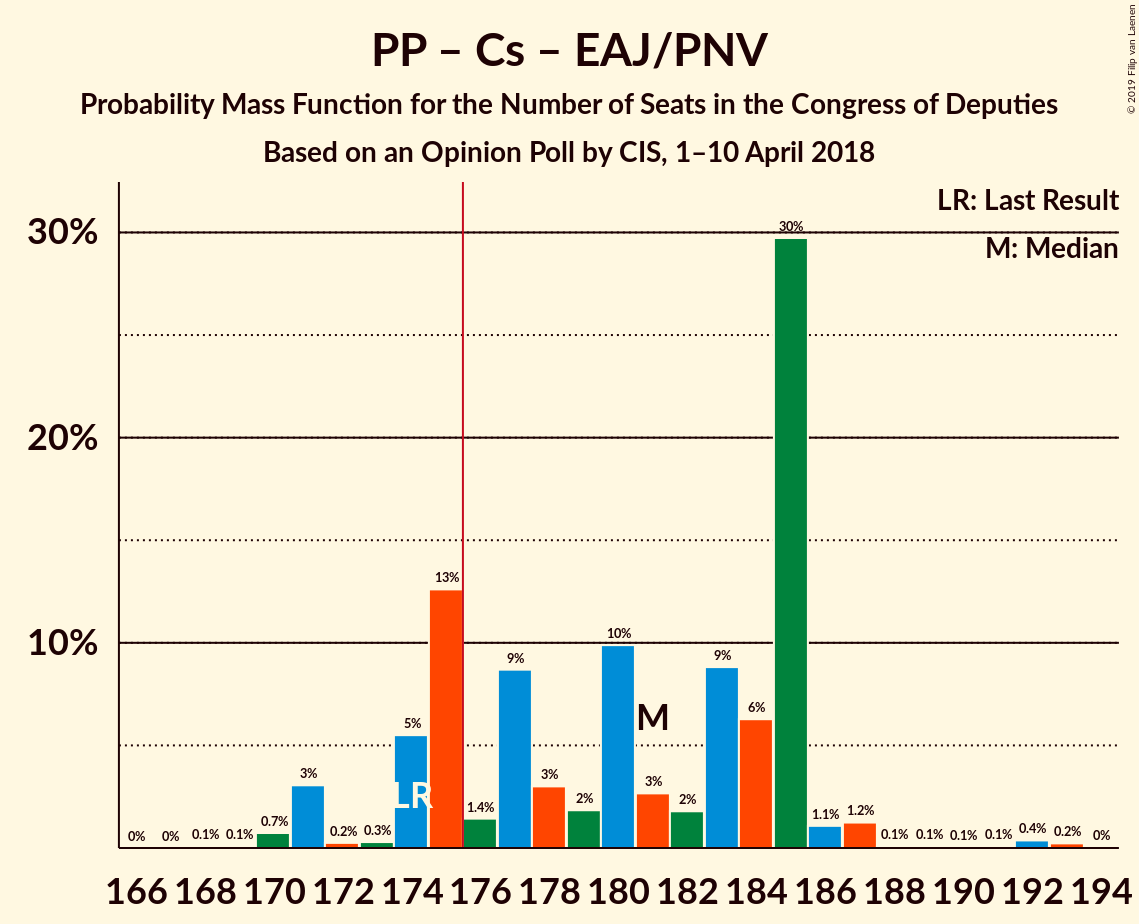 PP – Cs – EAJ/PNV
Probability Mass Function for the Number of Seats in the Congress of Deputies
Based on an Opinion Poll by CIS, 1–10 April 2018
© 2019 Filip van Laenen
LR: Last Result
M: Median
30%
20%
10%
0% 0% 0.1% 0.1% 0.7% 3% 0.2% 0.3% 5% 13% 1.4% 9% 3% 2% 10% 3% 2% 9% 6% 30% 1.1% 1.2% 0.1% 0.1% 0.1% 0.1% 0.4% 0.2% 0%
LR
M
166 168 170 172 174 176 178 180 182 184 186 188 190 192 194